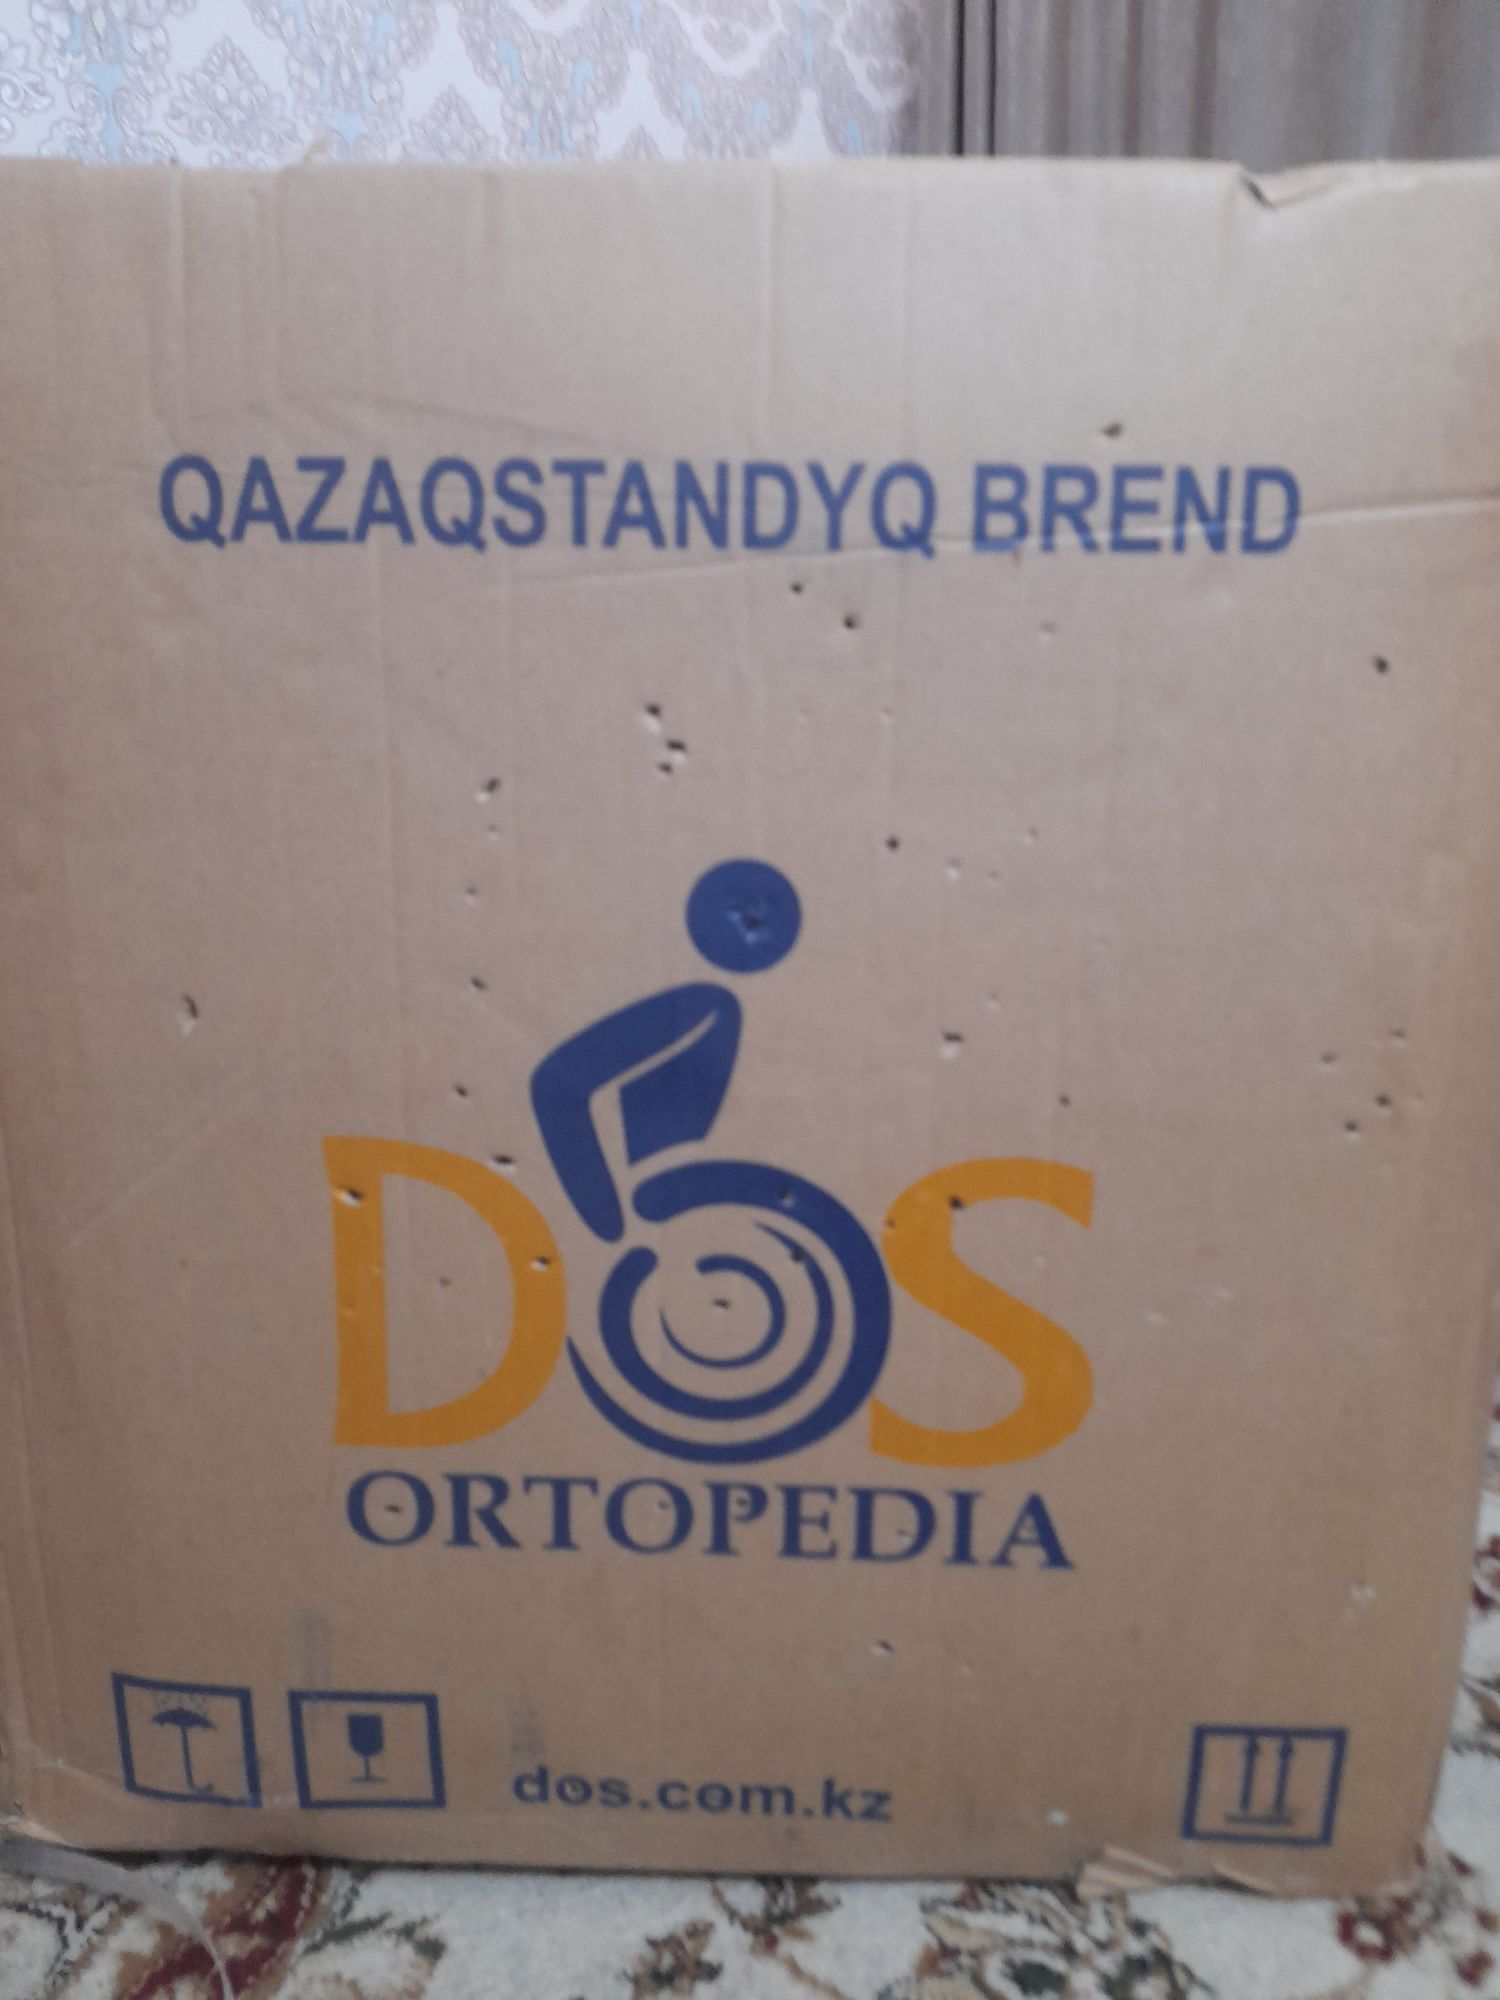 QAZAQSTANDYQ BREND
DOS
ORTOPEDIA
dos.com.kz